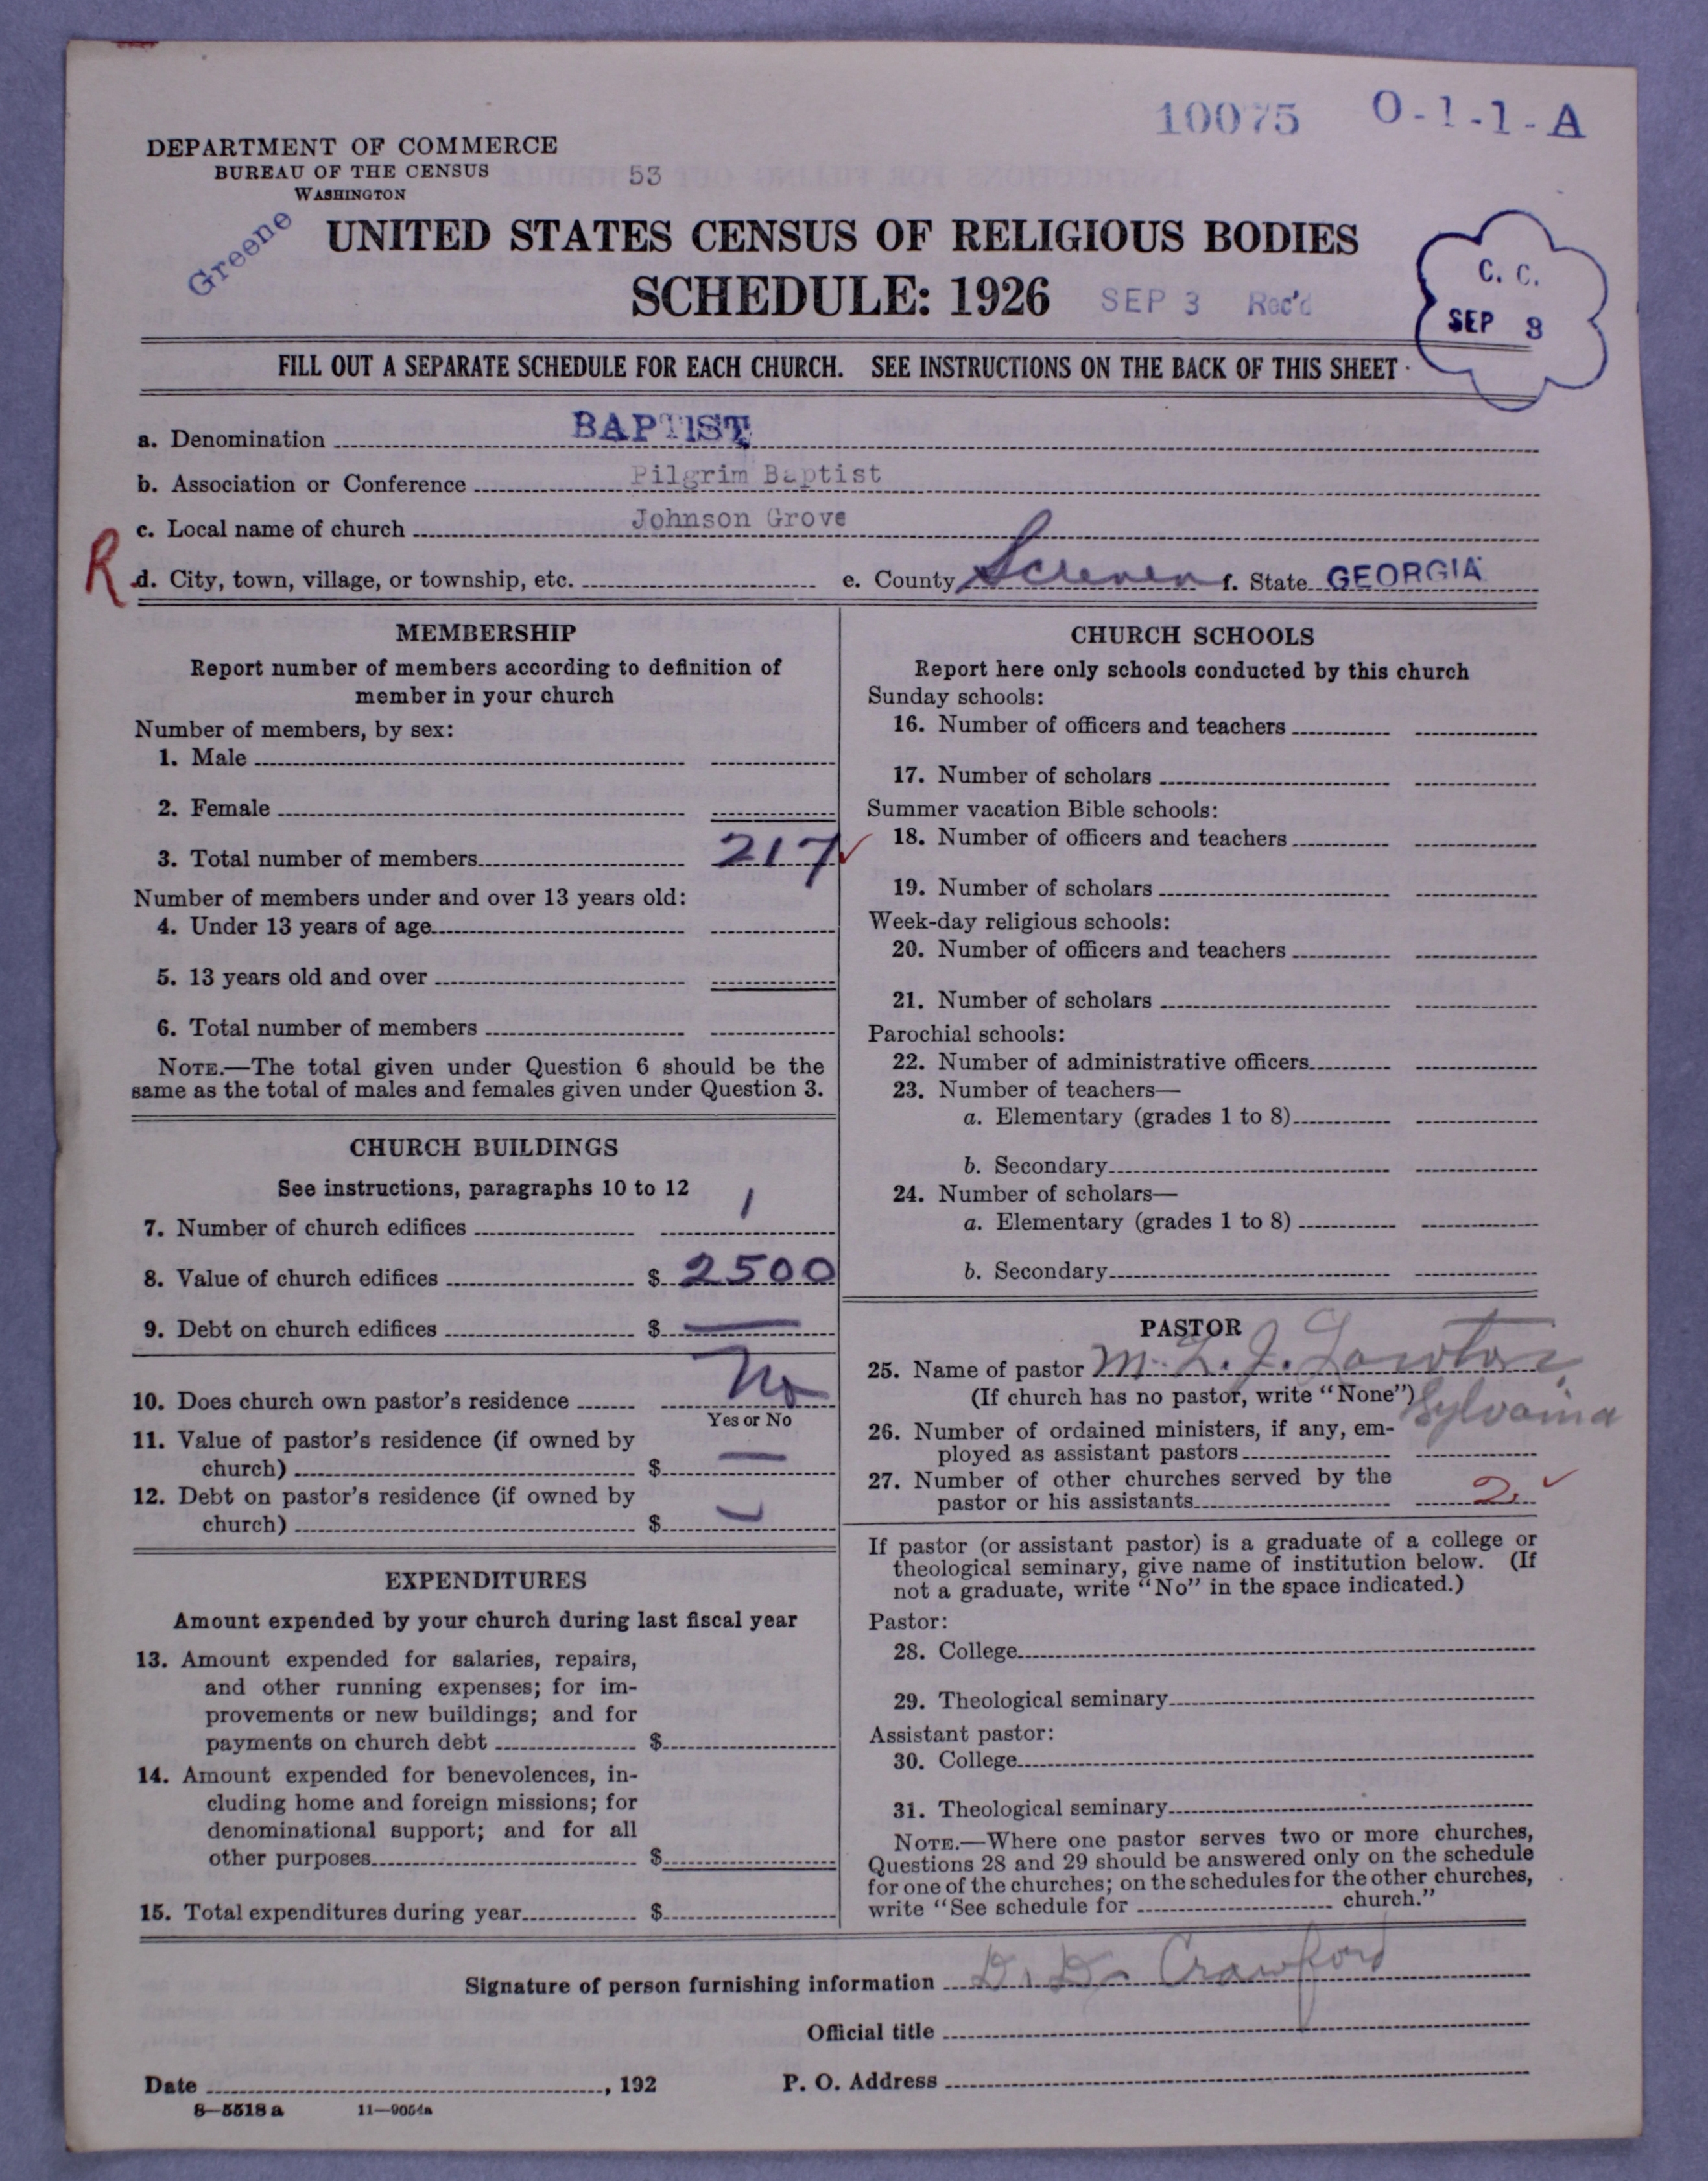 10075 0-1-1-A
DEPARTMENT OF COMMERCE
BUREAU OF THE CENSUS
WASHINGTON
53
Greene
UNITED STATES CENSUS OF RELIGIOUS BODIES
SCHEDULE: 1926
SEP 3 Rec'd
C. C.
SEP 8
FILL OUT A SEPARATE SCHEDULE FOR EACH CHURCH. SEE INSTRUCTIONS ON THE BACK OF THIS SHEET
a. Denomination BAPTIST
b. Association or Conference Pilgrim Baptist
c. Local name of church Johnson Grove
R d. City, town, village, or township, etc. e. County Screven f. State GEORGIA
MEMBERSHIP
Report number of members according to definition of
member in your church
Number of members, by sex:
1. Male
2. Female
3. Total number of members 217
Number of members under and over 13 years old:
4. Under 13 years of age
5. 13 years old and over
6. Total number of members
NOTE.—The total given under Question 6 should be the
same as the total of males and females given under Question 3.
CHURCH BUILDINGS
See instructions, paragraphs 10 to 12
7. Number of church edifices 1
8. Value of church edifices $ 2500
9. Debt on church edifices $ —
10. Does church own pastor's residence No
Yes or No
11. Value of pastor's residence (if owned by
church) $ —
12. Debt on pastor's residence (if owned by
church) $ —
EXPENDITURES
Amount expended by your church during last fiscal year
13. Amount expended for salaries, repairs,
and other running expenses; for im-
provements or new buildings; and for
payments on church debt $
14. Amount expended for benevolences, in-
cluding home and foreign missions; for
denominational support; and for all
other purposes $
15. Total expenditures during year $
CHURCH SCHOOLS
Report here only schools conducted by this church
Sunday schools:
16. Number of officers and teachers
17. Number of scholars
Summer vacation Bible schools:
18. Number of officers and teachers
19. Number of scholars
Week-day religious schools:
20. Number of officers and teachers
21. Number of scholars
Parochial schools:
22. Number of administrative officers
23. Number of teachers—
a. Elementary (grades 1 to 8)
b. Secondary
24. Number of scholars—
a. Elementary (grades 1 to 8)
b. Secondary
PASTOR
25. Name of pastor M. L. J. Lawton,
(If church has no pastor, write "None") Sylvania
26. Number of ordained ministers, if any, em-
ployed as assistant pastors
27. Number of other churches served by the
pastor or his assistants 2
If pastor (or assistant pastor) is a graduate of a college or
theological seminary, give name of institution below. (If
not a graduate, write "No" in the space indicated.)
Pastor:
28. College
29. Theological seminary
Assistant pastor:
30. College
31. Theological seminary
NOTE.—Where one pastor serves two or more churches,
Questions 28 and 29 should be answered only on the schedule
for one of the churches; on the schedules for the other churches,
write "See schedule for church."
Signature of person furnishing information D. D. Crawford
Official title
Date , 192 P. O. Address
8—5518 a 11—9054a